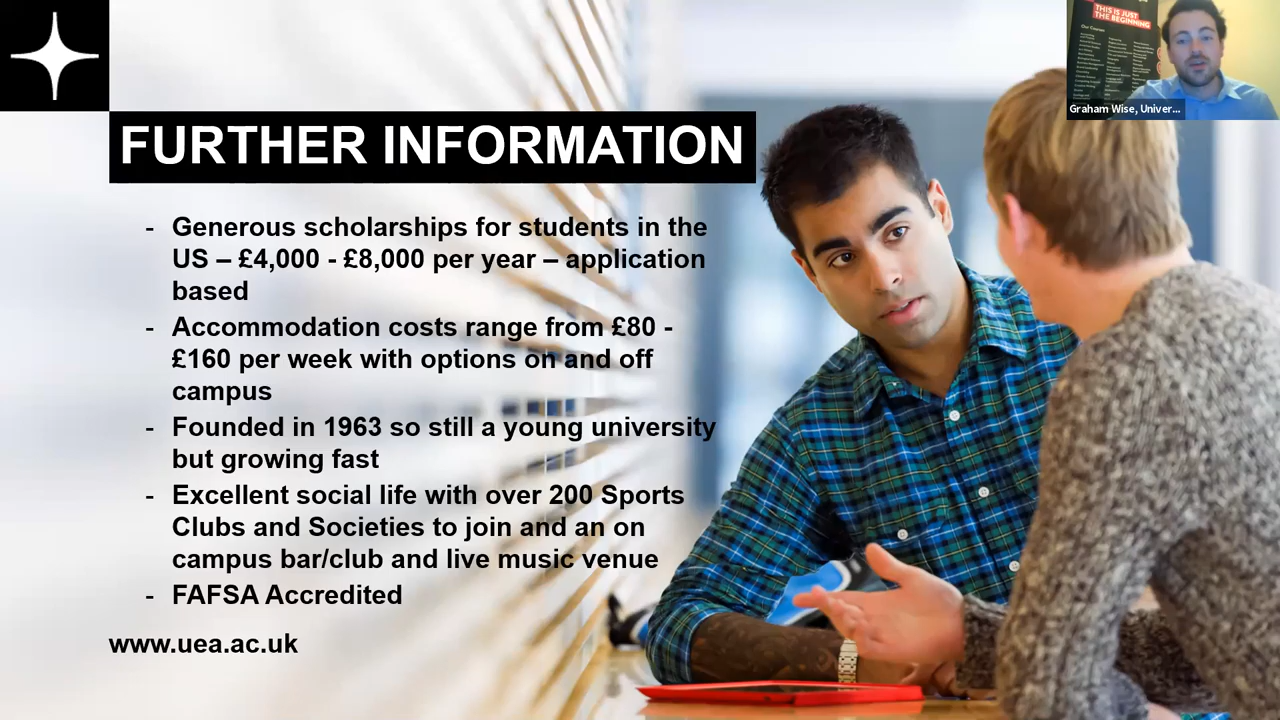 THIS IS JUST
THE BEGINNING
Our Courses
Graham Wise, Univer...
FURTHER INFORMATION
- Generous scholarships for students in the
US – £4,000 - £8,000 per year – application
based
- Accommodation costs range from £80 -
£160 per week with options on and off
campus
- Founded in 1963 so still a young university
but growing fast
- Excellent social life with over 200 Sports
Clubs and Societies to join and an on
campus bar/club and live music venue
- FAFSA Accredited
www.uea.ac.uk